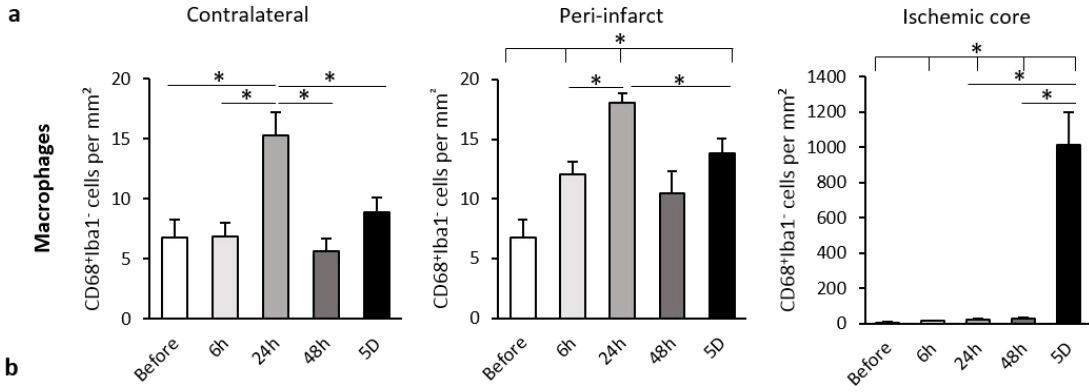 a
Contralateral
Peri-infarct
Ischemic core
Macrophages
CD68⁺Iba1⁻ cells per mm²
20
15
10
5
0
* *
* *
Before
6h
24h
48h
5D
CD68⁺Iba1⁻ cells per mm²
20
15
10
5
0
*
* *
Before
6h
24h
48h
5D
CD68⁺Iba1⁻ cells per mm²
1400
1200
1000
800
600
400
200
0
*
*
*
Before
6h
24h
48h
5D
b